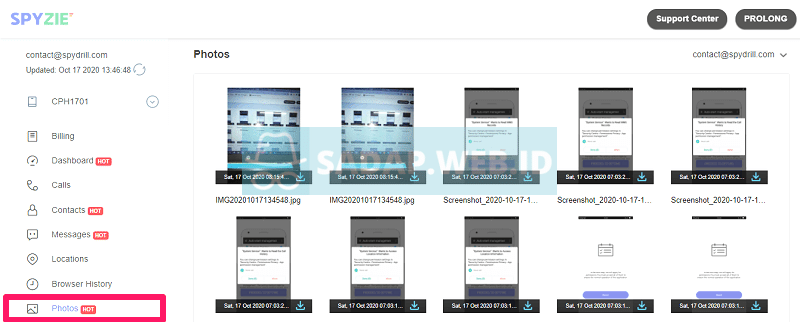 SPYZIE
Support Center
PROLONG
contact@spydrill.com
Updated: Oct 17 2020 13:46:48
CPH1701
Billing
Dashboard HOT
Calls
Contacts HOT
Messages HOT
Locations
Browser History
Photos HOT
Photos
contact@spydrill.com
SADAP.WEB.ID
Sat, 17 Oct 2020 08:15:4...
Sat, 17 Oct 2020 08:15:4...
Sat, 17 Oct 2020 07:03:2...
Sat, 17 Oct 2020 07:03:2...
Sat, 17 Oct 2020 07:03:2...
IMG20201017134548.jpg
IMG20201017134548.jpg
Screenshot_2020-10-17-1...
Screenshot_2020-10-17-1...
Screenshot_2020-10-17-1...
Sat, 17 Oct 2020 07:03:2...
Sat, 17 Oct 2020 07:03:1...
Sat, 17 Oct 2020 07:03:1...
Sat, 17 Oct 2020 07:03:1...
Sat, 17 Oct 2020 07:03:1...